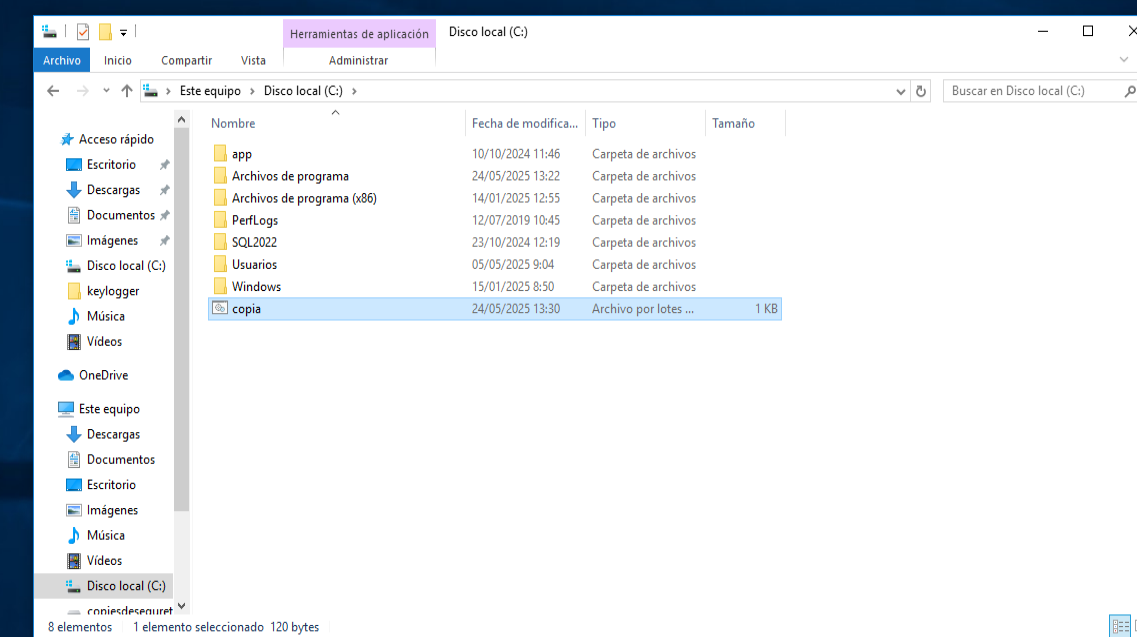 Herramientas de aplicación Disco local (C:)
Archivo Inicio Compartir Vista Administrar
Este equipo Disco local (C:) Buscar en Disco local (C:)
Acceso rápido
Escritorio
Descargas
Documentos
Imágenes
Disco local (C:)
keylogger
Música
Vídeos
OneDrive
Este equipo
Descargas
Documentos
Escritorio
Imágenes
Música
Vídeos
Disco local (C:)
copiesdeseguret
Nombre Fecha de modifica... Tipo Tamaño
app 10/10/2024 11:46 Carpeta de archivos
Archivos de programa 24/05/2025 13:22 Carpeta de archivos
Archivos de programa (x86) 14/01/2025 12:55 Carpeta de archivos
PerfLogs 12/07/2019 10:45 Carpeta de archivos
SQL2022 23/10/2024 12:19 Carpeta de archivos
Usuarios 05/05/2025 9:04 Carpeta de archivos
Windows 15/01/2025 8:50 Carpeta de archivos
copia 24/05/2025 13:30 Archivo por lotes ... 1 KB
8 elementos 1 elemento seleccionado 120 bytes